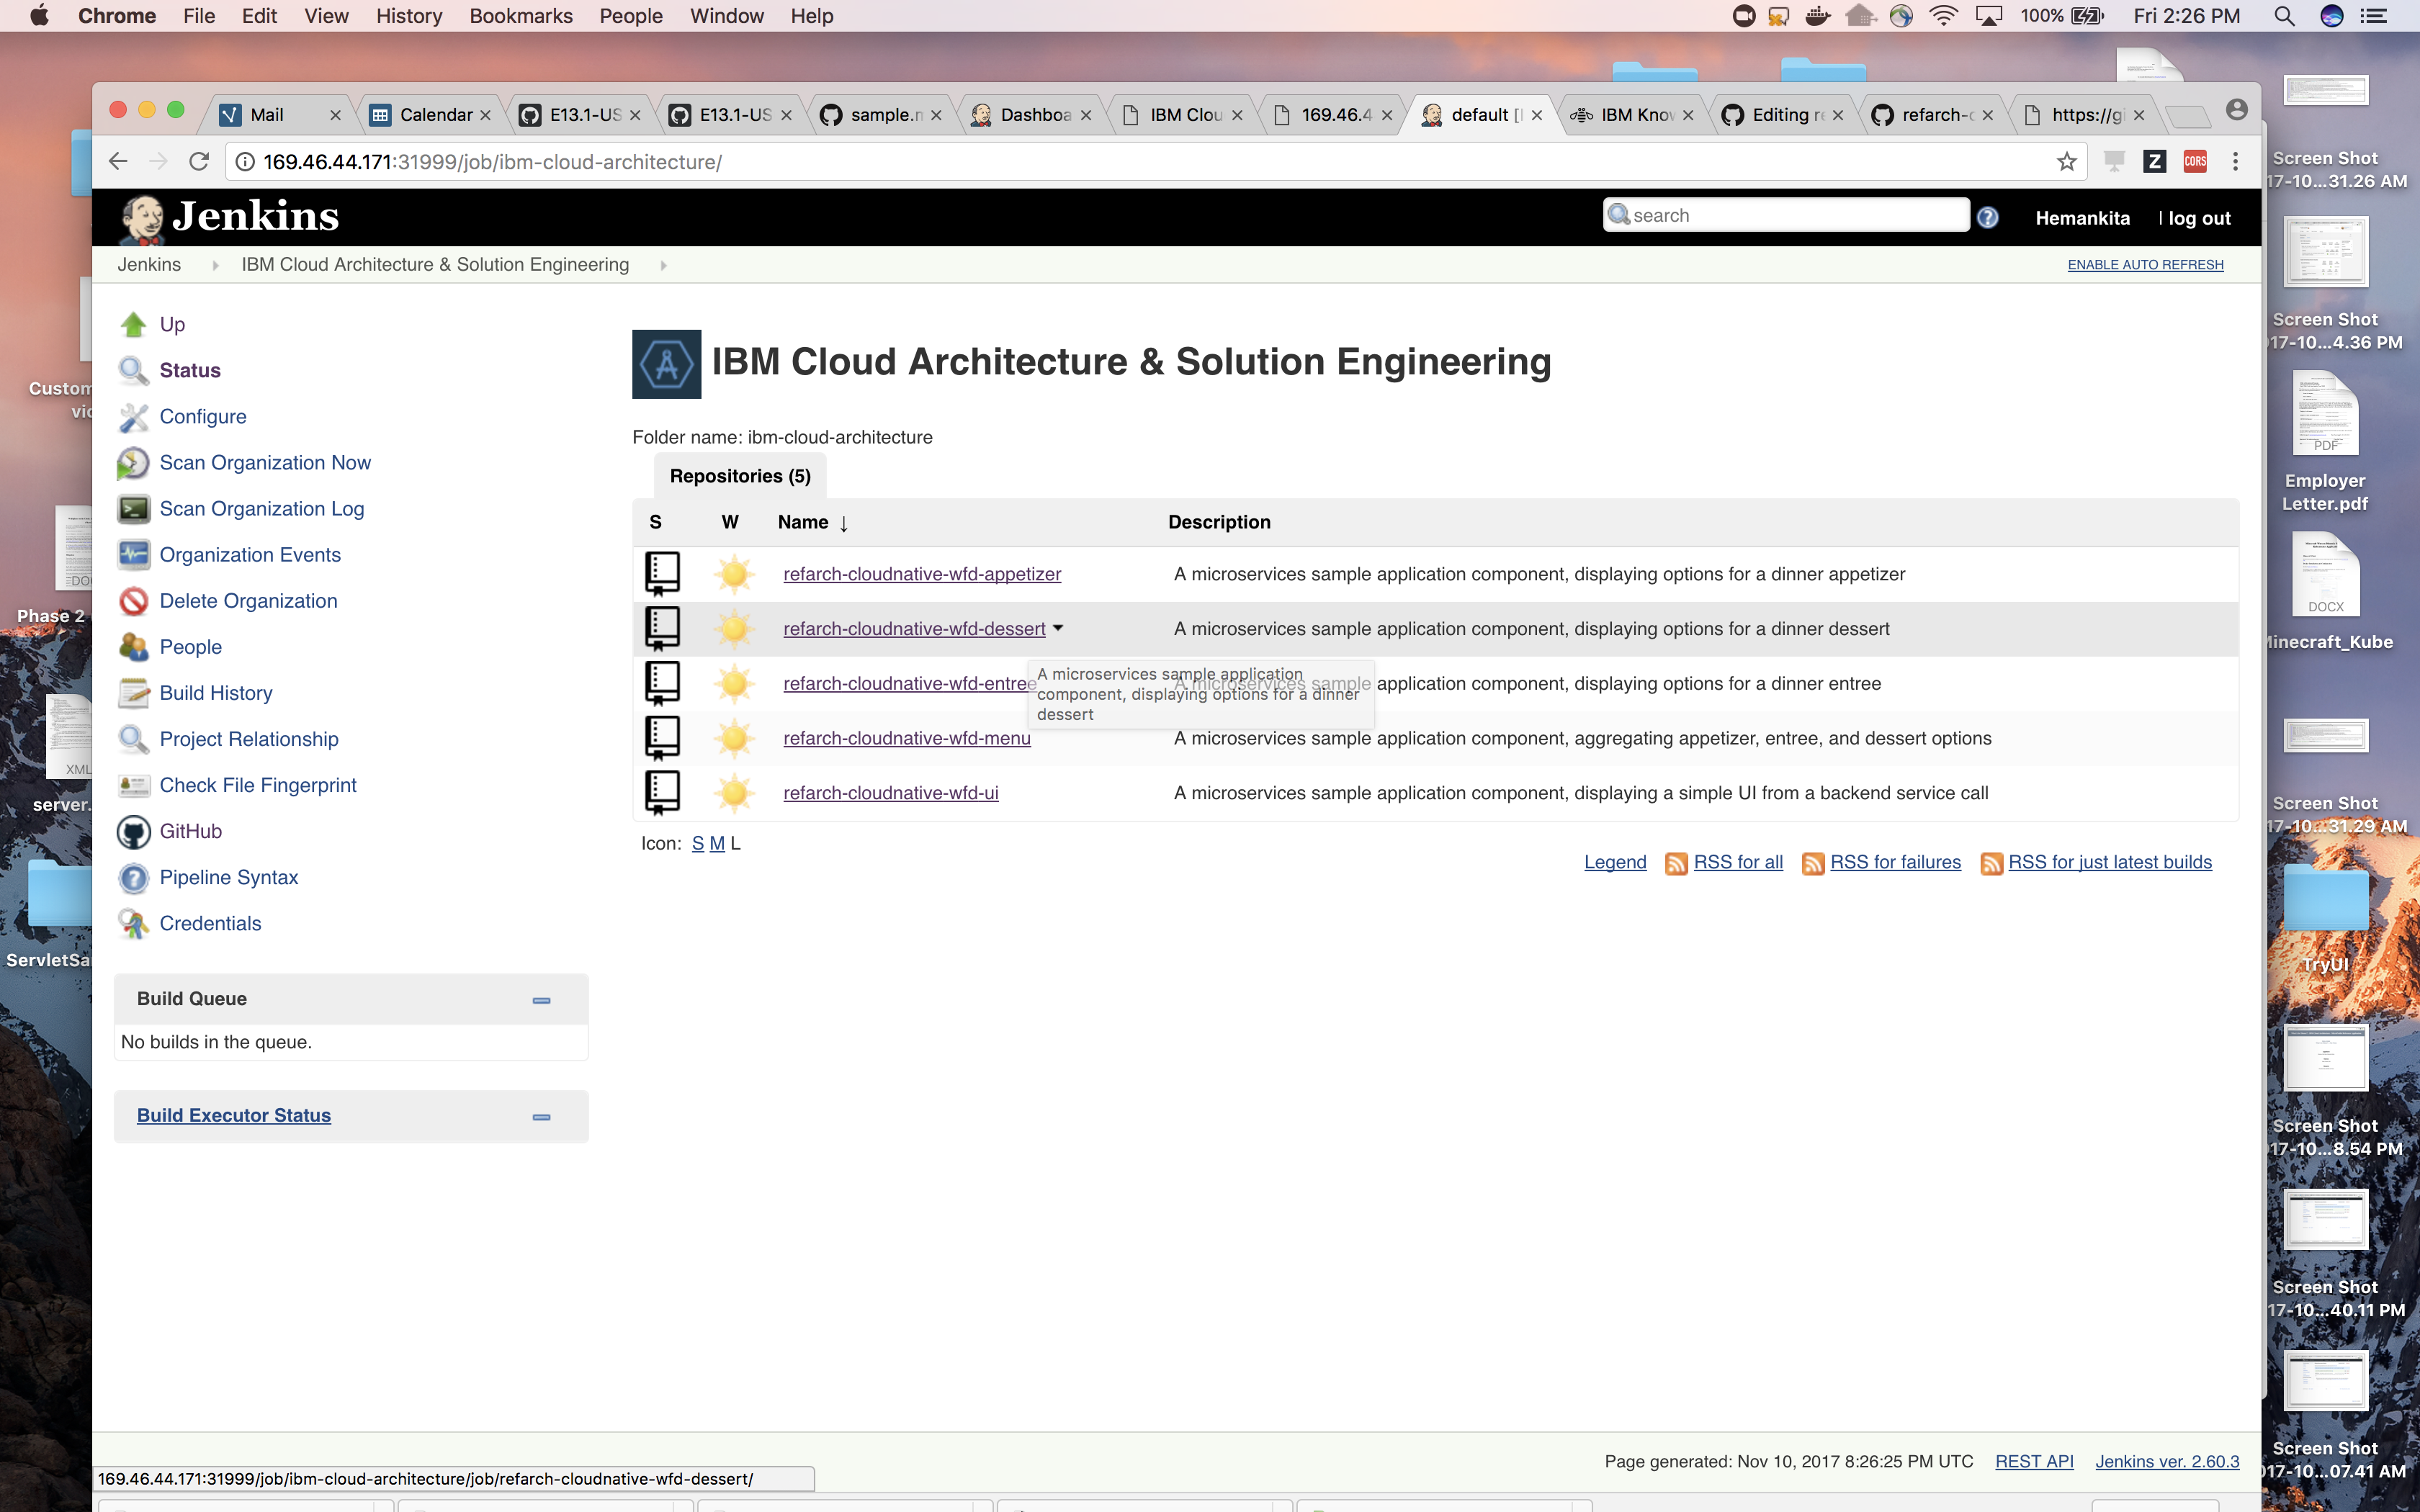 Chrome File Edit View History Bookmarks People Window Help
100% Fri 2:26 PM
Mail
Calendar
E13.1-US
E13.1-US
sample.n
Dashboa
IBM Clou
169.46.4
default [
IBM Knov
Editing re
refarch-c
https://gi
169.46.44.171:31999/job/ibm-cloud-architecture/
Z
CORS
Jenkins
search
Hemankita
| log out
Jenkins
IBM Cloud Architecture & Solution Engineering
ENABLE AUTO REFRESH
Up
Status
Configure
Scan Organization Now
Scan Organization Log
Organization Events
Delete Organization
People
Build History
Project Relationship
Check File Fingerprint
GitHub
Pipeline Syntax
Credentials
Build Queue
No builds in the queue.
Build Executor Status
IBM Cloud Architecture & Solution Engineering
Folder name: ibm-cloud-architecture
Repositories (5)
S W Name ↓ Description
refarch-cloudnative-wfd-appetizer A microservices sample application component, displaying options for a dinner appetizer
refarch-cloudnative-wfd-dessert A microservices sample application component, displaying options for a dinner dessert
refarch-cloudnative-wfd-entree A microservices sample application component, displaying options for a dinner entree
A microservices sample application
component, displaying options for a dinner
dessert
refarch-cloudnative-wfd-menu A microservices sample application component, aggregating appetizer, entree, and dessert options
refarch-cloudnative-wfd-ui A microservices sample application component, displaying a simple UI from a backend service call
Icon: S M L
Legend RSS for all RSS for failures RSS for just latest builds
Page generated: Nov 10, 2017 8:26:25 PM UTC REST API Jenkins ver. 2.60.3
169.46.44.171:31999/job/ibm-cloud-architecture/job/refarch-cloudnative-wfd-dessert/
Custom
vic
DOC
Phase 2
XML
server.
ServletSa
Screen Shot
17-10...31.26 AM
Screen Shot
17-10...4.36 PM
PDF
Employer
Letter.pdf
DOCX
Minecraft_Kube
Screen Shot
17-10...31.29 AM
TryUI
Screen Shot
17-10...8.54 PM
Screen Shot
17-10...40.11 PM
Screen Shot
017-10...07.41 AM